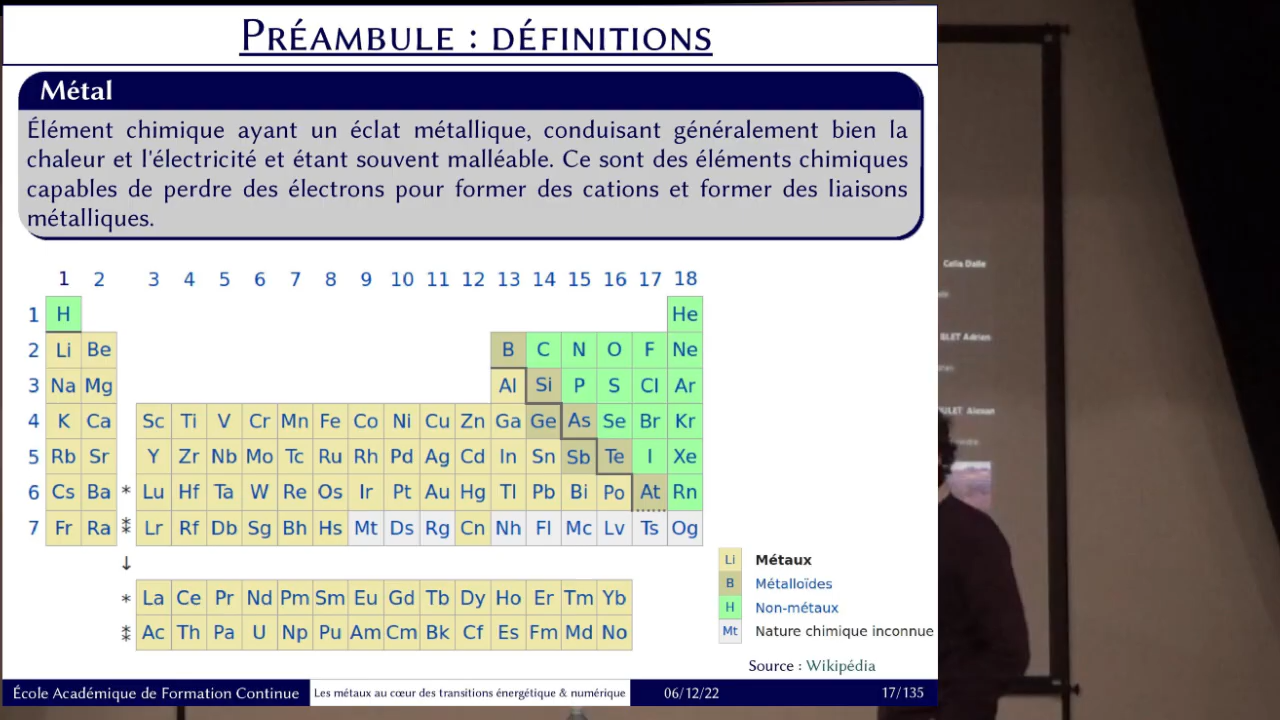 PRÉAMBULE : DÉFINITIONS
Métal
Élément chimique ayant un éclat métallique, conduisant généralement bien la
chaleur et l'électricité et étant souvent malléable. Ce sont des éléments chimiques
capables de perdre des électrons pour former des cations et former des liaisons
métalliques.
1 2 3 4 5 6 7 8 9 10 11 12 13 14 15 16 17 18
1 H He
2 Li Be B C N O F Ne
3 Na Mg Al Si P S Cl Ar
4 K Ca Sc Ti V Cr Mn Fe Co Ni Cu Zn Ga Ge As Se Br Kr
5 Rb Sr Y Zr Nb Mo Tc Ru Rh Pd Ag Cd In Sn Sb Te I Xe
6 Cs Ba * Lu Hf Ta W Re Os Ir Pt Au Hg Tl Pb Bi Po At Rn
7 Fr Ra ⁑ Lr Rf Db Sg Bh Hs Mt Ds Rg Cn Nh Fl Mc Lv Ts Og
↓
* La Ce Pr Nd Pm Sm Eu Gd Tb Dy Ho Er Tm Yb
⁑ Ac Th Pa U Np Pu Am Cm Bk Cf Es Fm Md No
Li Métaux
B Métalloïdes
H Non-métaux
Mt Nature chimique inconnue
Source : Wikipédia
École Académique de Formation Continue Les métaux au cœur des transitions énergétique & numérique 06/12/22 17/135
Celia Dalle
BLET Adrien